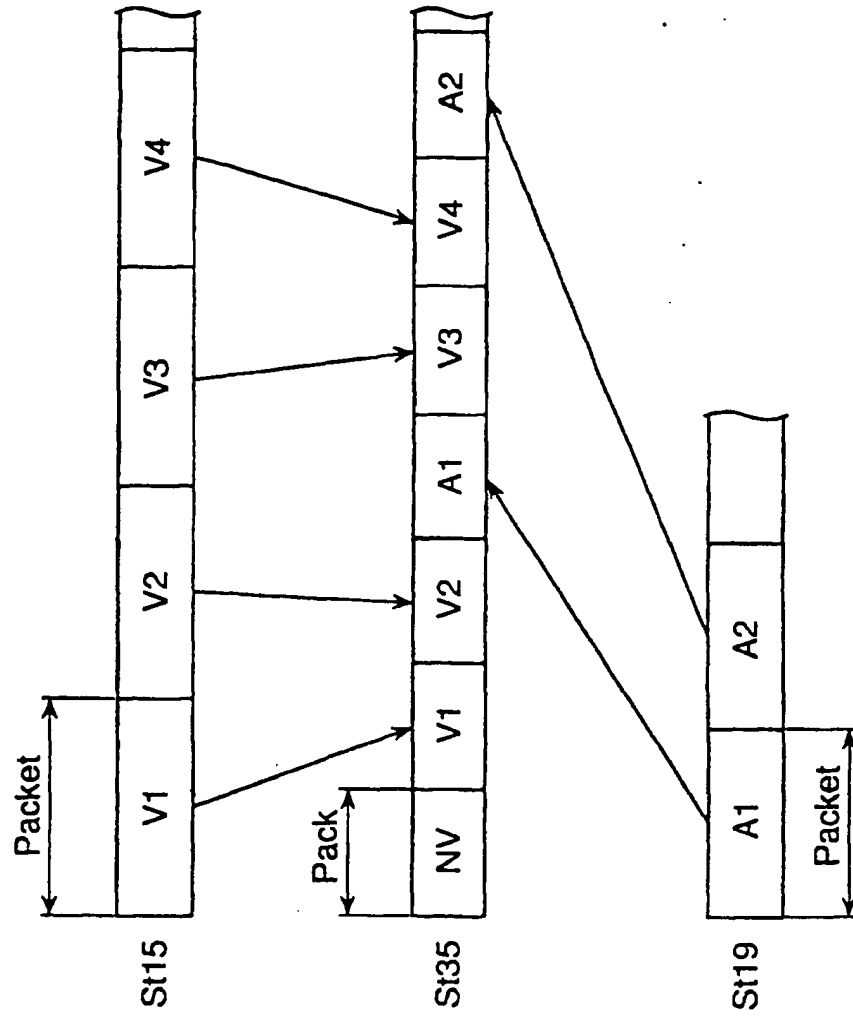 Packet
St15 V1 V2 V3 V4
Pack
St35 NV V1 V2 A1 V3 V4 A2
St19 A1 A2
Packet